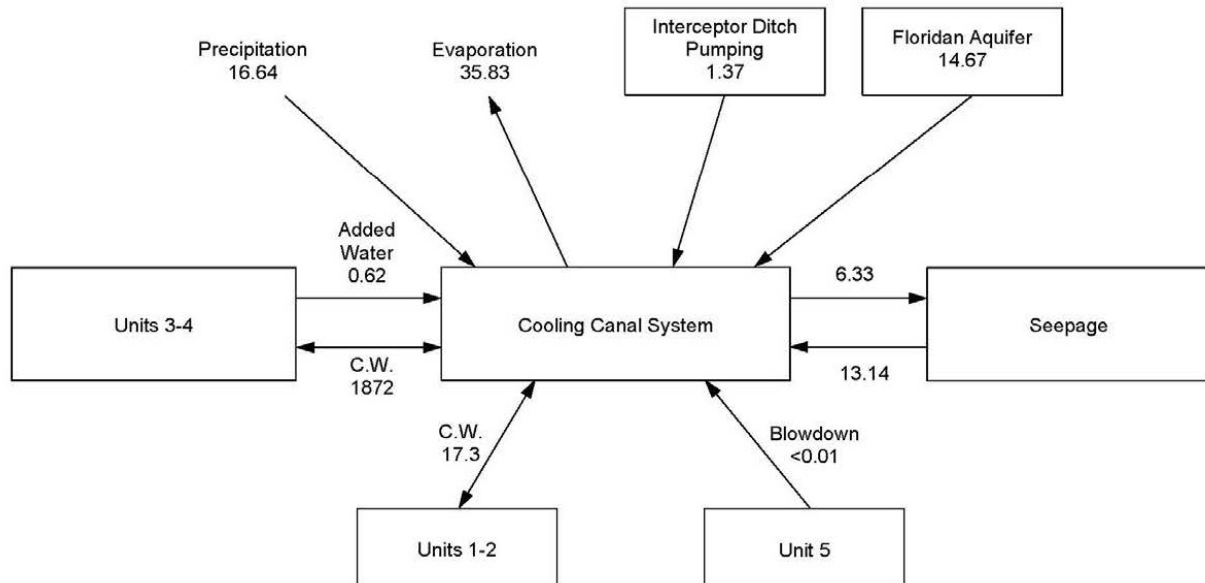 Precipitation
16.64
Evaporation
35.83
Interceptor Ditch
Pumping
1.37
Floridan Aquifer
14.67
Added
Water
0.62
6.33
Units 3-4
Cooling Canal System
Seepage
C.W.
1872
13.14
C.W.
17.3
Blowdown
<0.01
Units 1-2
Unit 5